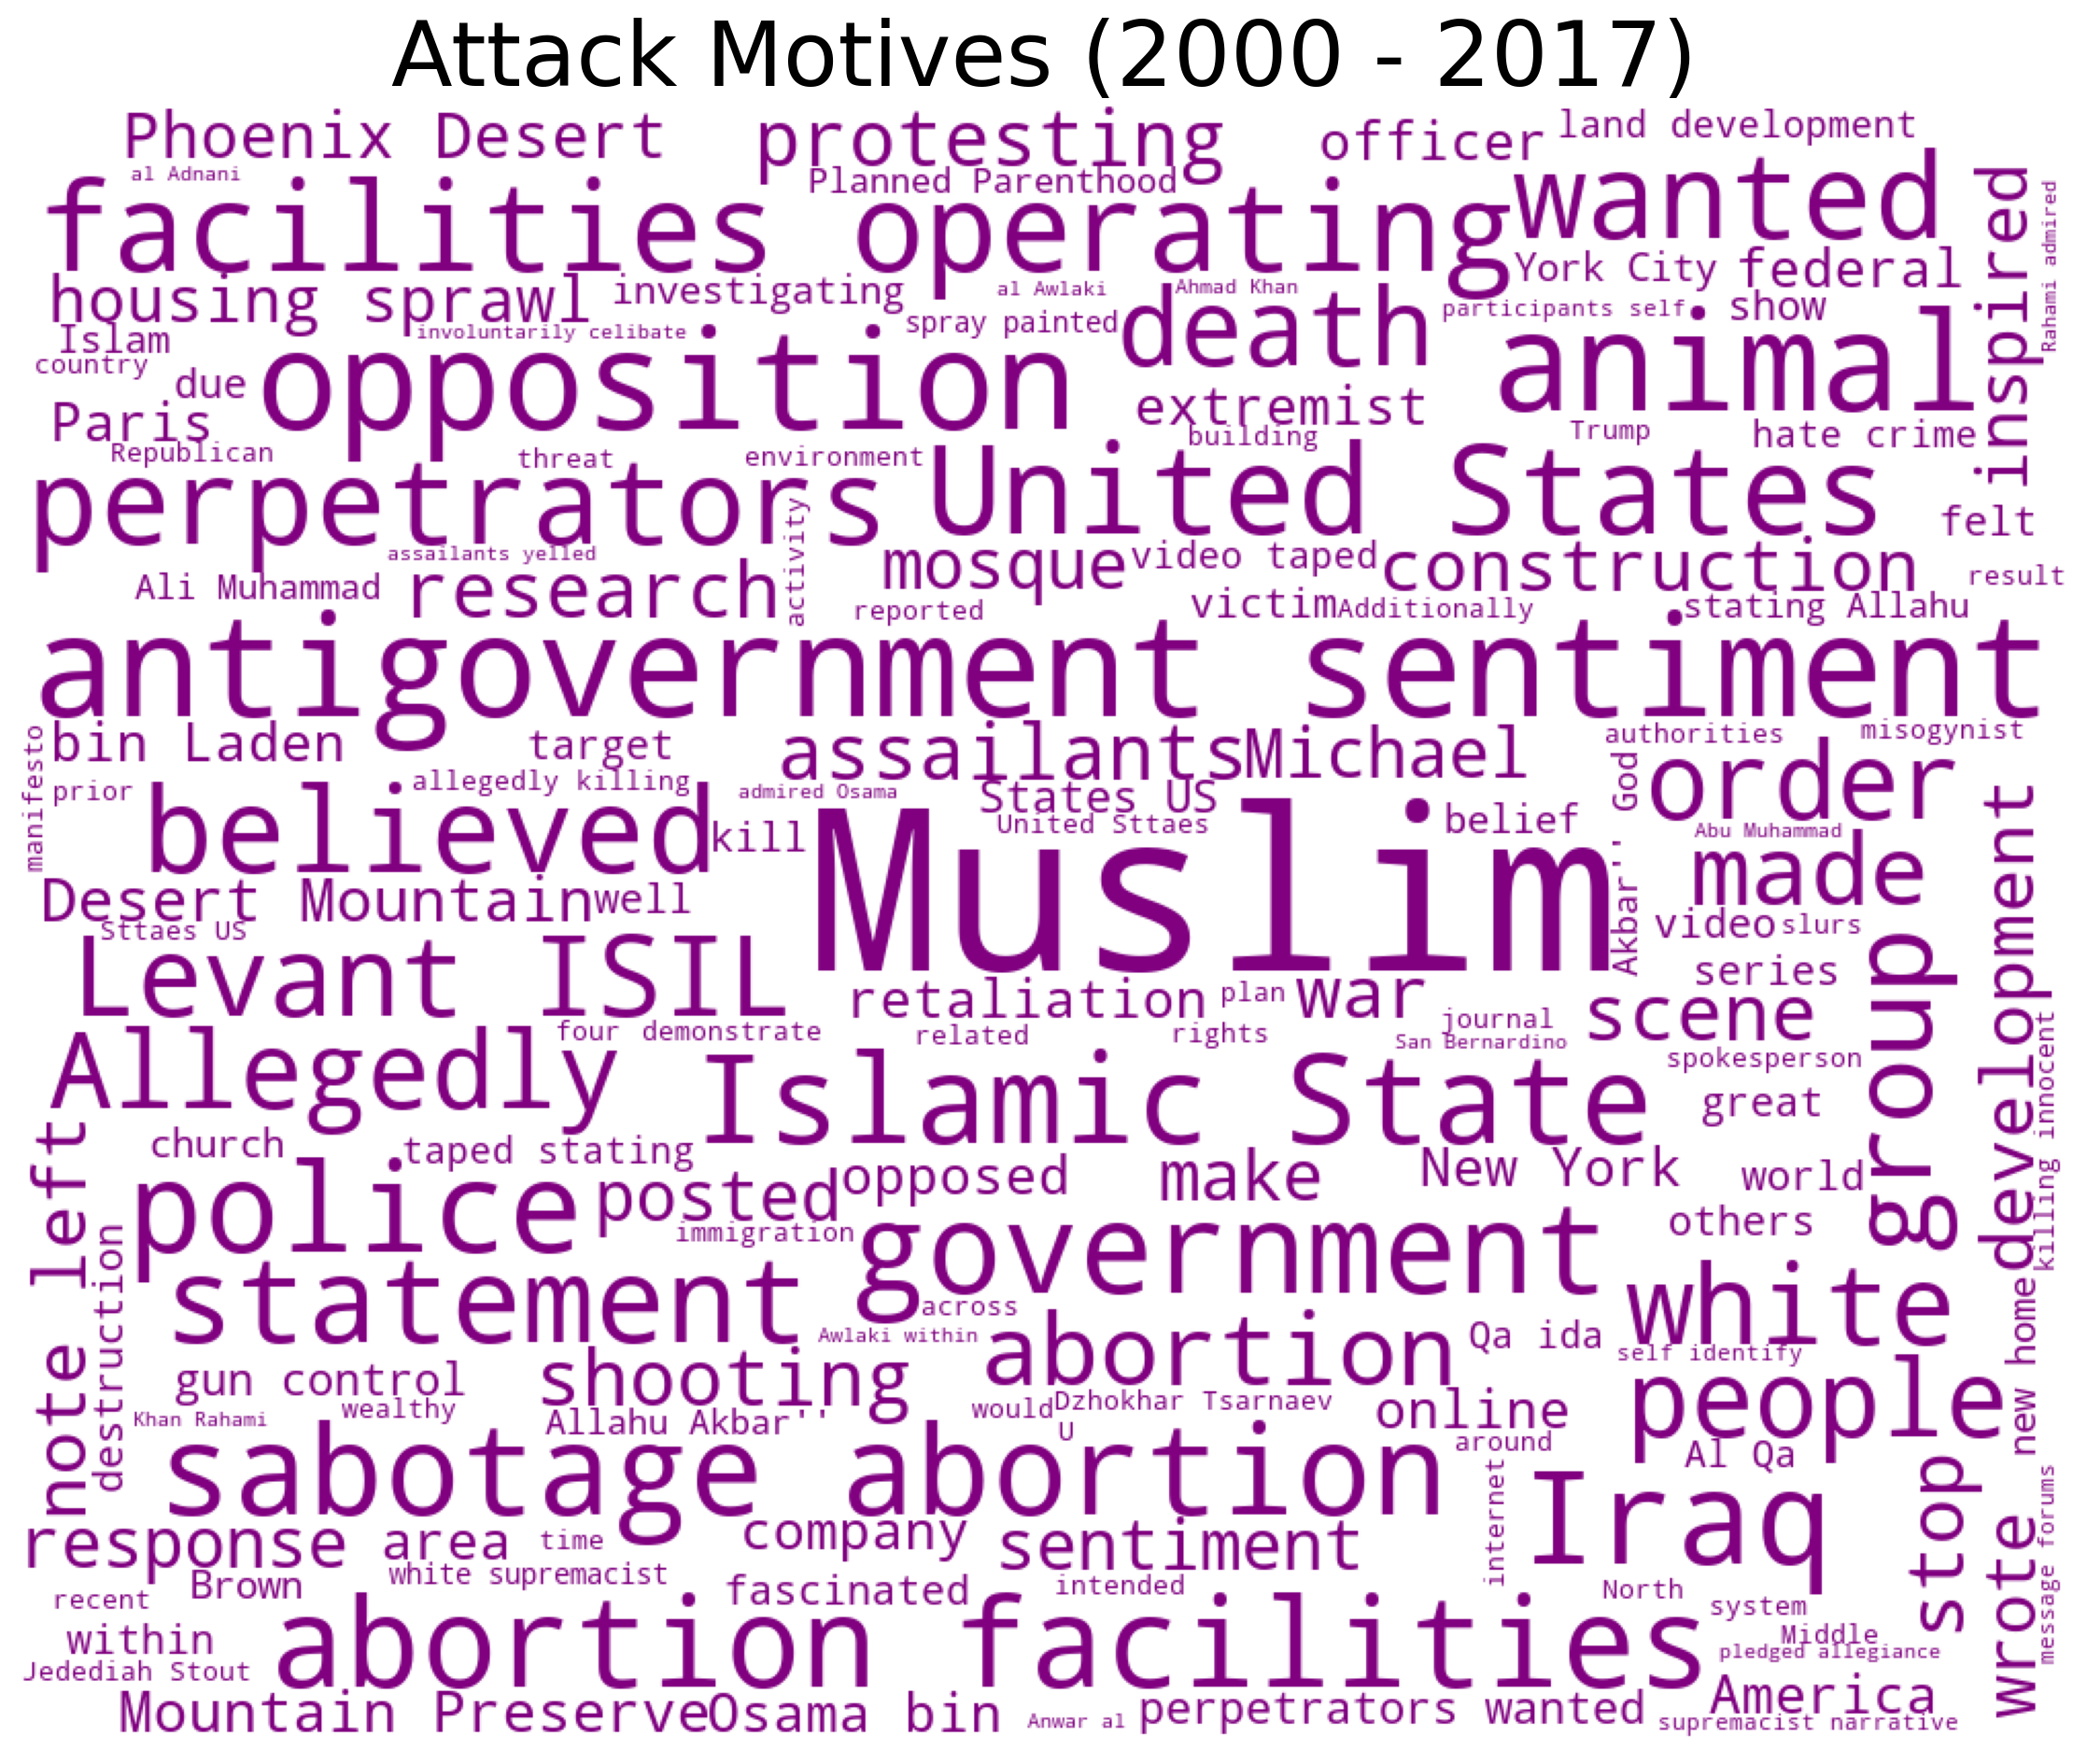 Attack Motives (2000 - 2017)
Phoenix Desert
protesting
officer
land development
al Adnani
Planned Parenthood
facilities operating
wanted
inspired
Rahami admired
housing sprawl
investigating
al Awlaki
Ahmad Khan
York City
federal
Islam
involuntarily celibate
spray painted
death
participants self
show
country
due
opposition
animal
Paris
extremist
Republican
threat
environment
building
Trump
hate crime
perpetrators
United States
felt
assailants yelled
activity
mosque
video taped
construction
result
Ali Muhammad
research
reported
victim
Additionally
stating Allahu
antigovernment sentiment
manifesto
bin Laden
target
assailants
Michael
authorities
misogynist
prior
allegedly killing
admired Osama
States US
God
order
believed
kill
United Sttaes
belief
Abu Muhammad
Muslim
Akbar''
made
development
Desert Mountain
well
Sttaes US
video
slurs
Levant ISIL
retaliation
plan
war
series
group
Allegedly
four demonstrate
related
rights
journal
San Bernardino
scene
spokesperson
killing innocent
Islamic State
great
note left
church
taped stating
opposed
make
New York
world
police
posted
immigration
government
others
destruction
statement
across
Awlaki within
abortion
Qa ida
white
self identify
new home
gun control
shooting
people
Khan Rahami
wealthy
Allahu Akbar''
would
Dzhokhar Tsarnaev
U
online
around
Al Qa
sabotage abortion
internet
Iraq
stop
wrote
message forums
response
area
time
company
sentiment
Brown
white supremacist
fascinated
intended
North
recent
abortion facilities
system
within
Middle
Jedediah Stout
pledged allegiance
Mountain Preserve
Osama bin
Anwar al
perpetrators wanted
America
supremacist narrative